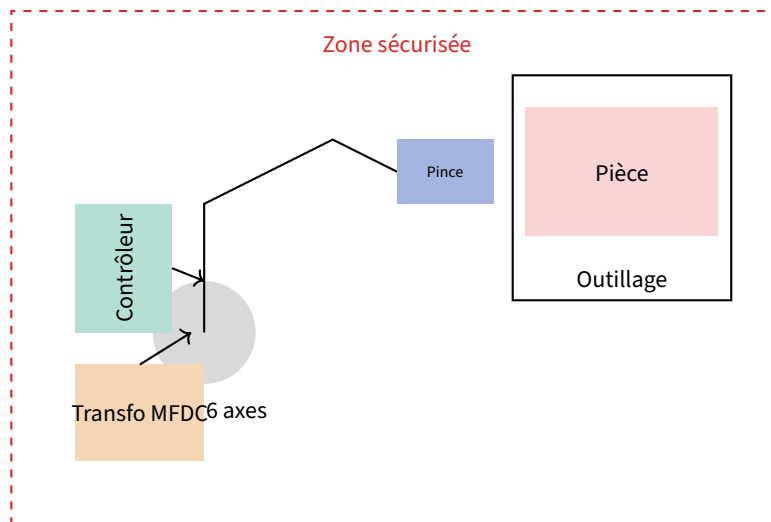 Zone sécurisée
Pince
Pièce
Contrôleur
Outillage
Transfo MFDC
6 axes